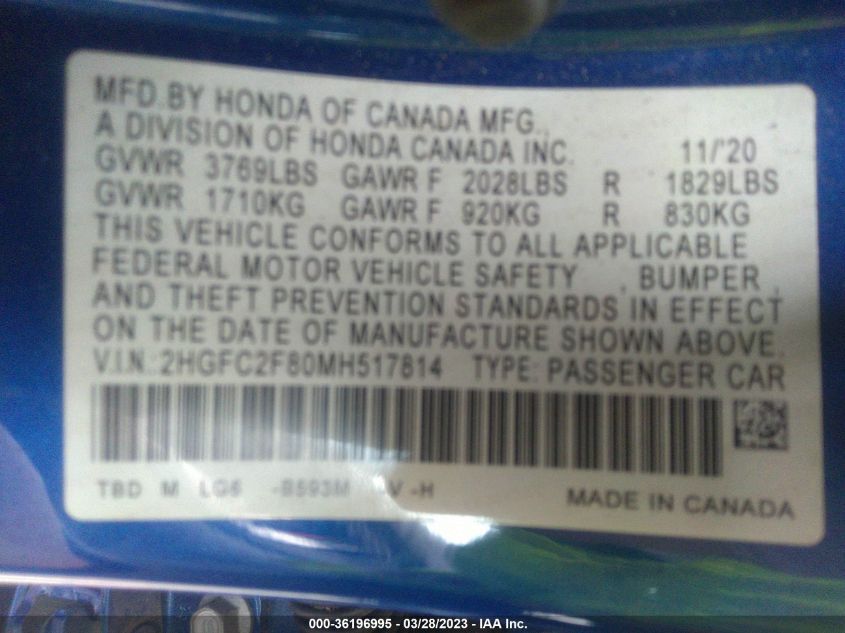 MFD.BY HONDA OF CANADA MFG.,
A DIVISION OF HONDA CANADA INC. 11/'20
GVWR 3769LBS GAWR F 2028LBS R 1829LBS
GVWR 1710KG GAWR F 920KG R 830KG
THIS VEHICLE CONFORMS TO ALL APPLICABLE
FEDERAL MOTOR VEHICLE SAFETY , BUMPER ,
AND THEFT PREVENTION STANDARDS IN EFFECT
ON THE DATE OF MANUFACTURE SHOWN ABOVE.
V.I.N.:2HGFC2F80MH517814 TYPE: PASSENGER CAR
TBD M LG6 -B593M V -H MADE IN CANADA
000-36196995 / 03/28/2023 - IAA Inc.